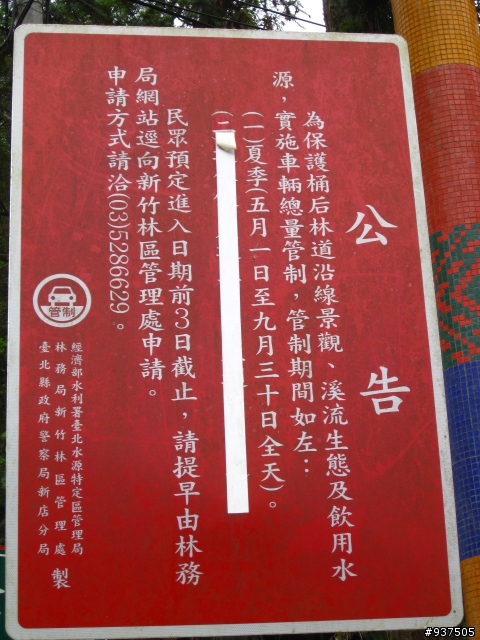 公告
為保護桶后林道沿線景觀、溪流生態及飲用水
源，實施車輛總量管制，管制期間如左：
(一)夏季(五月一日至九月三十日全天)。
民眾預定進入日期前3日截止，請提早由林務
局網站逕向新竹林區管理處申請。
申請方式請洽(03)5286629。
管制
經濟部水利署臺北水源特定區管理局
林務局新竹林區管理處
臺北縣政府警察局新店分局
製
#937505